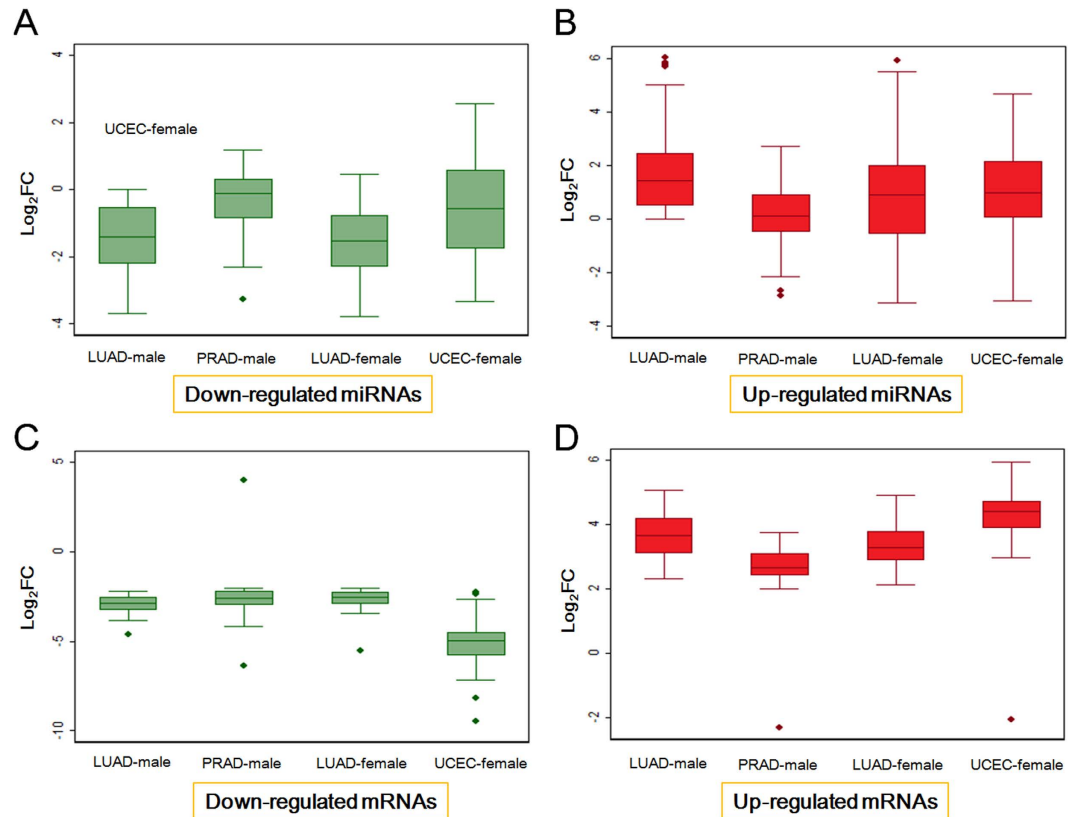 A
4
2
0
-2
-4
Log2FC
UCEC-female
LUAD-male
PRAD-male
LUAD-female
UCEC-female
Down-regulated miRNAs
B
6
4
2
0
-2
-4
Log2FC
LUAD-male
PRAD-male
LUAD-female
UCEC-female
Up-regulated miRNAs
C
5
0
-5
-10
Log2FC
LUAD-male
PRAD-male
LUAD-female
UCEC-female
Down-regulated mRNAs
D
6
4
2
0
-2
Log2FC
LUAD-male
PRAD-male
LUAD-female
UCEC-female
Up-regulated mRNAs